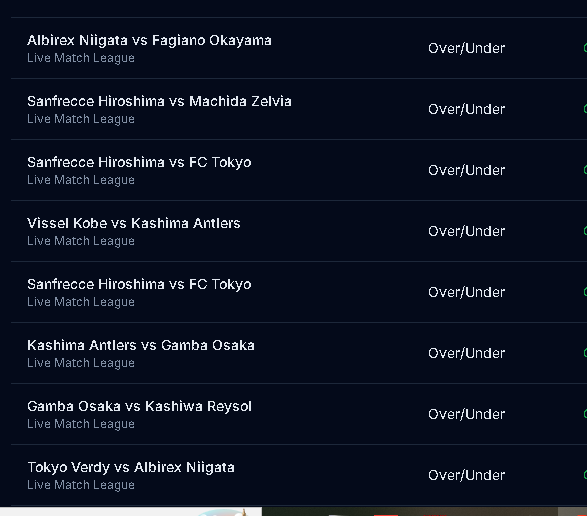 Albirex Niigata vs Fagiano Okayama
Over/Under
Live Match League
Sanfrecce Hiroshima vs Machida Zelvia
Over/Under
Live Match League
Sanfrecce Hiroshima vs FC Tokyo
Over/Under
Live Match League
Vissel Kobe vs Kashima Antlers
Over/Under
Live Match League
Sanfrecce Hiroshima vs FC Tokyo
Over/Under
Live Match League
Kashima Antlers vs Gamba Osaka
Over/Under
Live Match League
Gamba Osaka vs Kashiwa Reysol
Over/Under
Live Match League
Tokyo Verdy vs Albirex Niigata
Over/Under
Live Match League